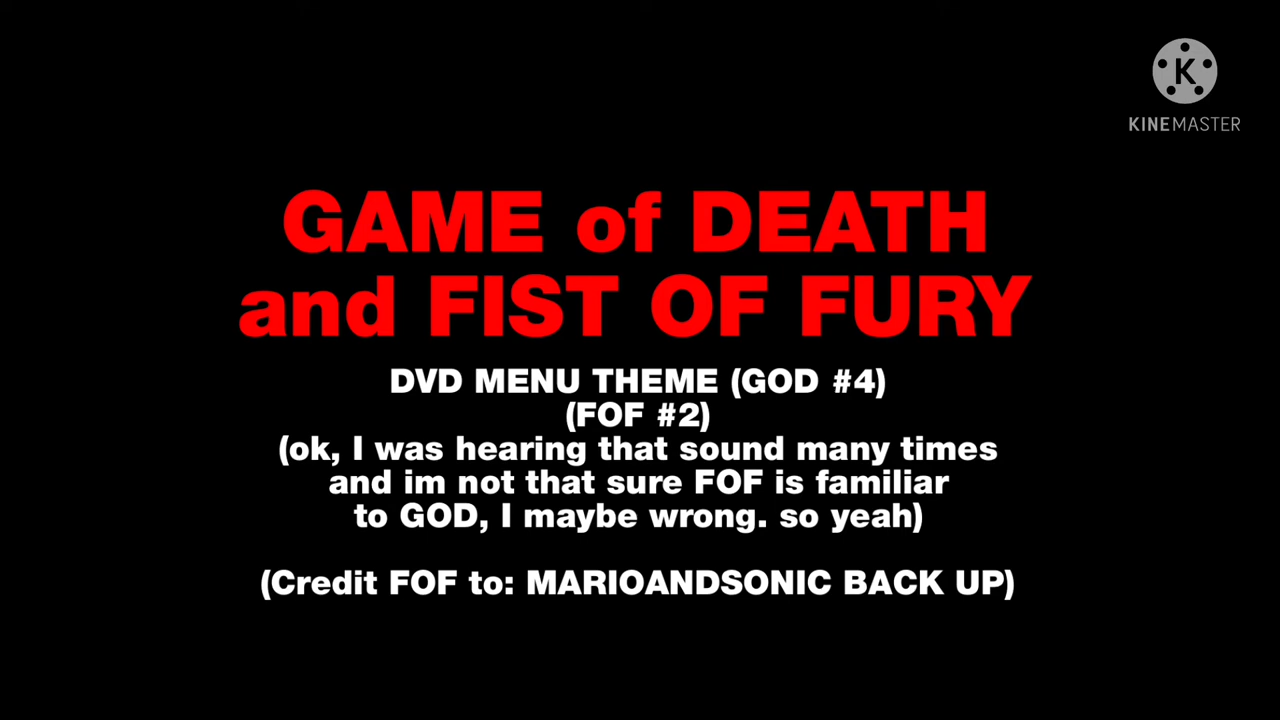 K
KINEMASTER
GAME of DEATH
and FIST OF FURY
DVD MENU THEME (GOD #4)
(FOF #2)
(ok, I was hearing that sound many times
and im not that sure FOF is familiar
to GOD, I maybe wrong. so yeah)
(Credit FOF to: MARIOANDSONIC BACK UP)